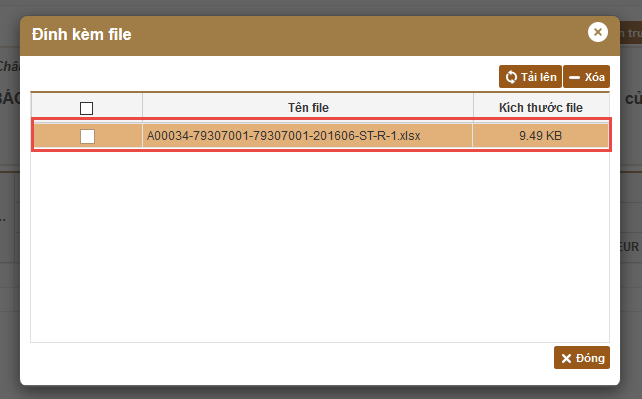 Đính kèm file
Tải lên
Xóa
Tên file
Kích thước file
A00034-79307001-79307001-201606-ST-R-1.xlsx
9.49 KB
Đóng
EUR